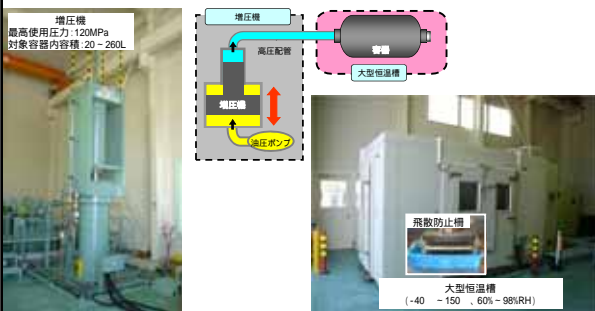 増圧機
最高使用圧力:120MPa
対象容器内容積:20~260L
増圧機
高圧配管
容器
大型恒温槽
増圧機
油圧ポンプ
飛散防止柵
大型恒温槽
(-40 ~150 、60%~98%RH)